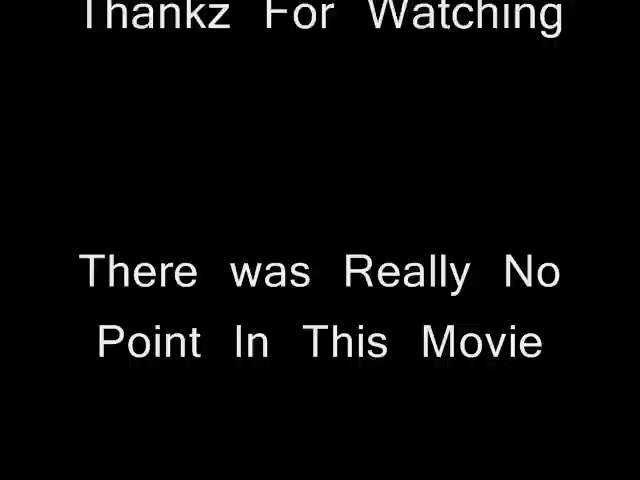 Thankz For Watching
There was Really No
Point In This Movie